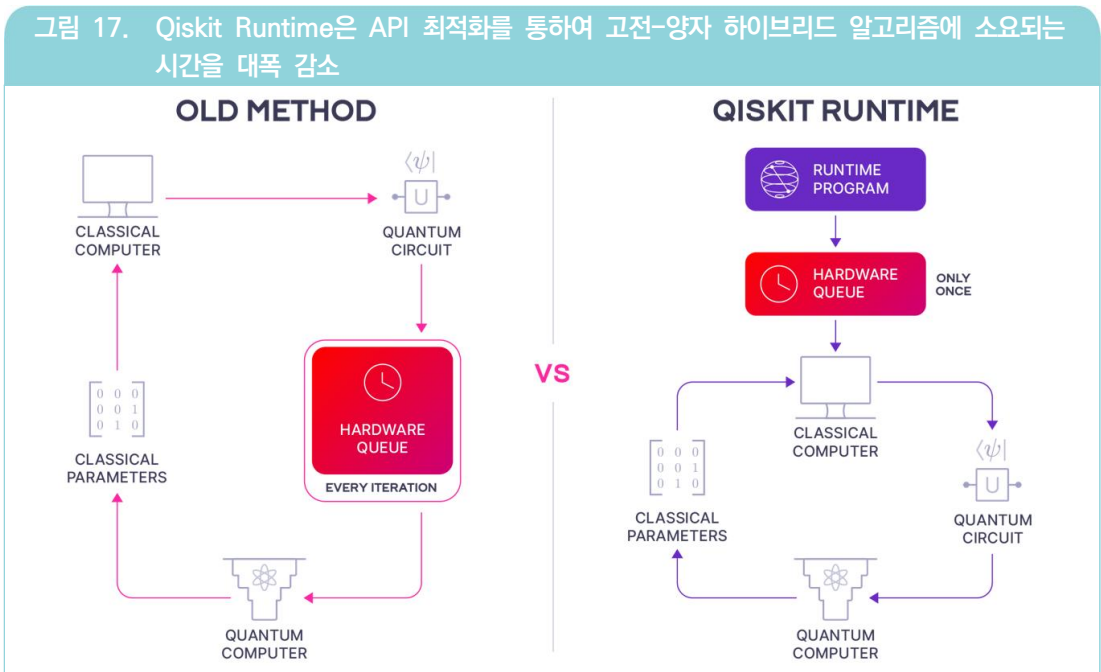 그림 17. Qiskit Runtime은 API 최적화를 통하여 고전-양자 하이브리드 알고리즘에 소요되는
시간을 대폭 감소
OLD METHOD
⟨ψ|
U
CLASSICAL
COMPUTER
QUANTUM
CIRCUIT
HARDWARE
QUEUE
EVERY ITERATION
0 0 0
0 0 1
0 1 0
CLASSICAL
PARAMETERS
QUANTUM
COMPUTER
VS
QISKIT RUNTIME
RUNTIME
PROGRAM
HARDWARE
QUEUE
ONLY
ONCE
CLASSICAL
COMPUTER
⟨ψ|
U
QUANTUM
CIRCUIT
0 0 0
0 0 1
0 1 0
CLASSICAL
PARAMETERS
QUANTUM
COMPUTER